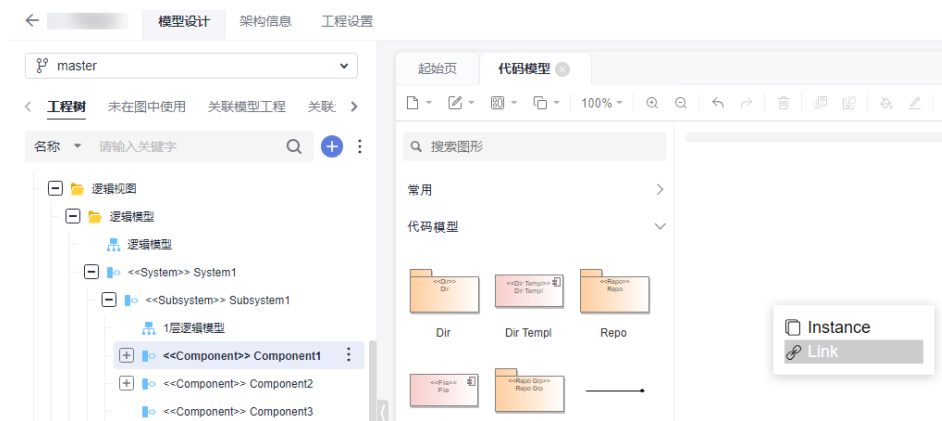 模型设计 架构信息 工程设置
master
工程树 未在图中使用 关联模型工程 关联
名称 请输入关键字
逻辑视图
逻辑模型
逻辑模型
<<System>> System1
<<Subsystem>> Subsystem1
1层逻辑模型
<<Component>> Component1
<<Component>> Component2
<<Component>> Component3
起始页 代码模型
100%
搜索图形
常用
代码模型
<<Dir>>
Dir
<<Dir Templ>>
Dir Templ
<<Repo>>
Repo
Dir Dir Templ Repo
<<File>>
File
<<Repo Grp>>
Repo Grp
Instance
Link